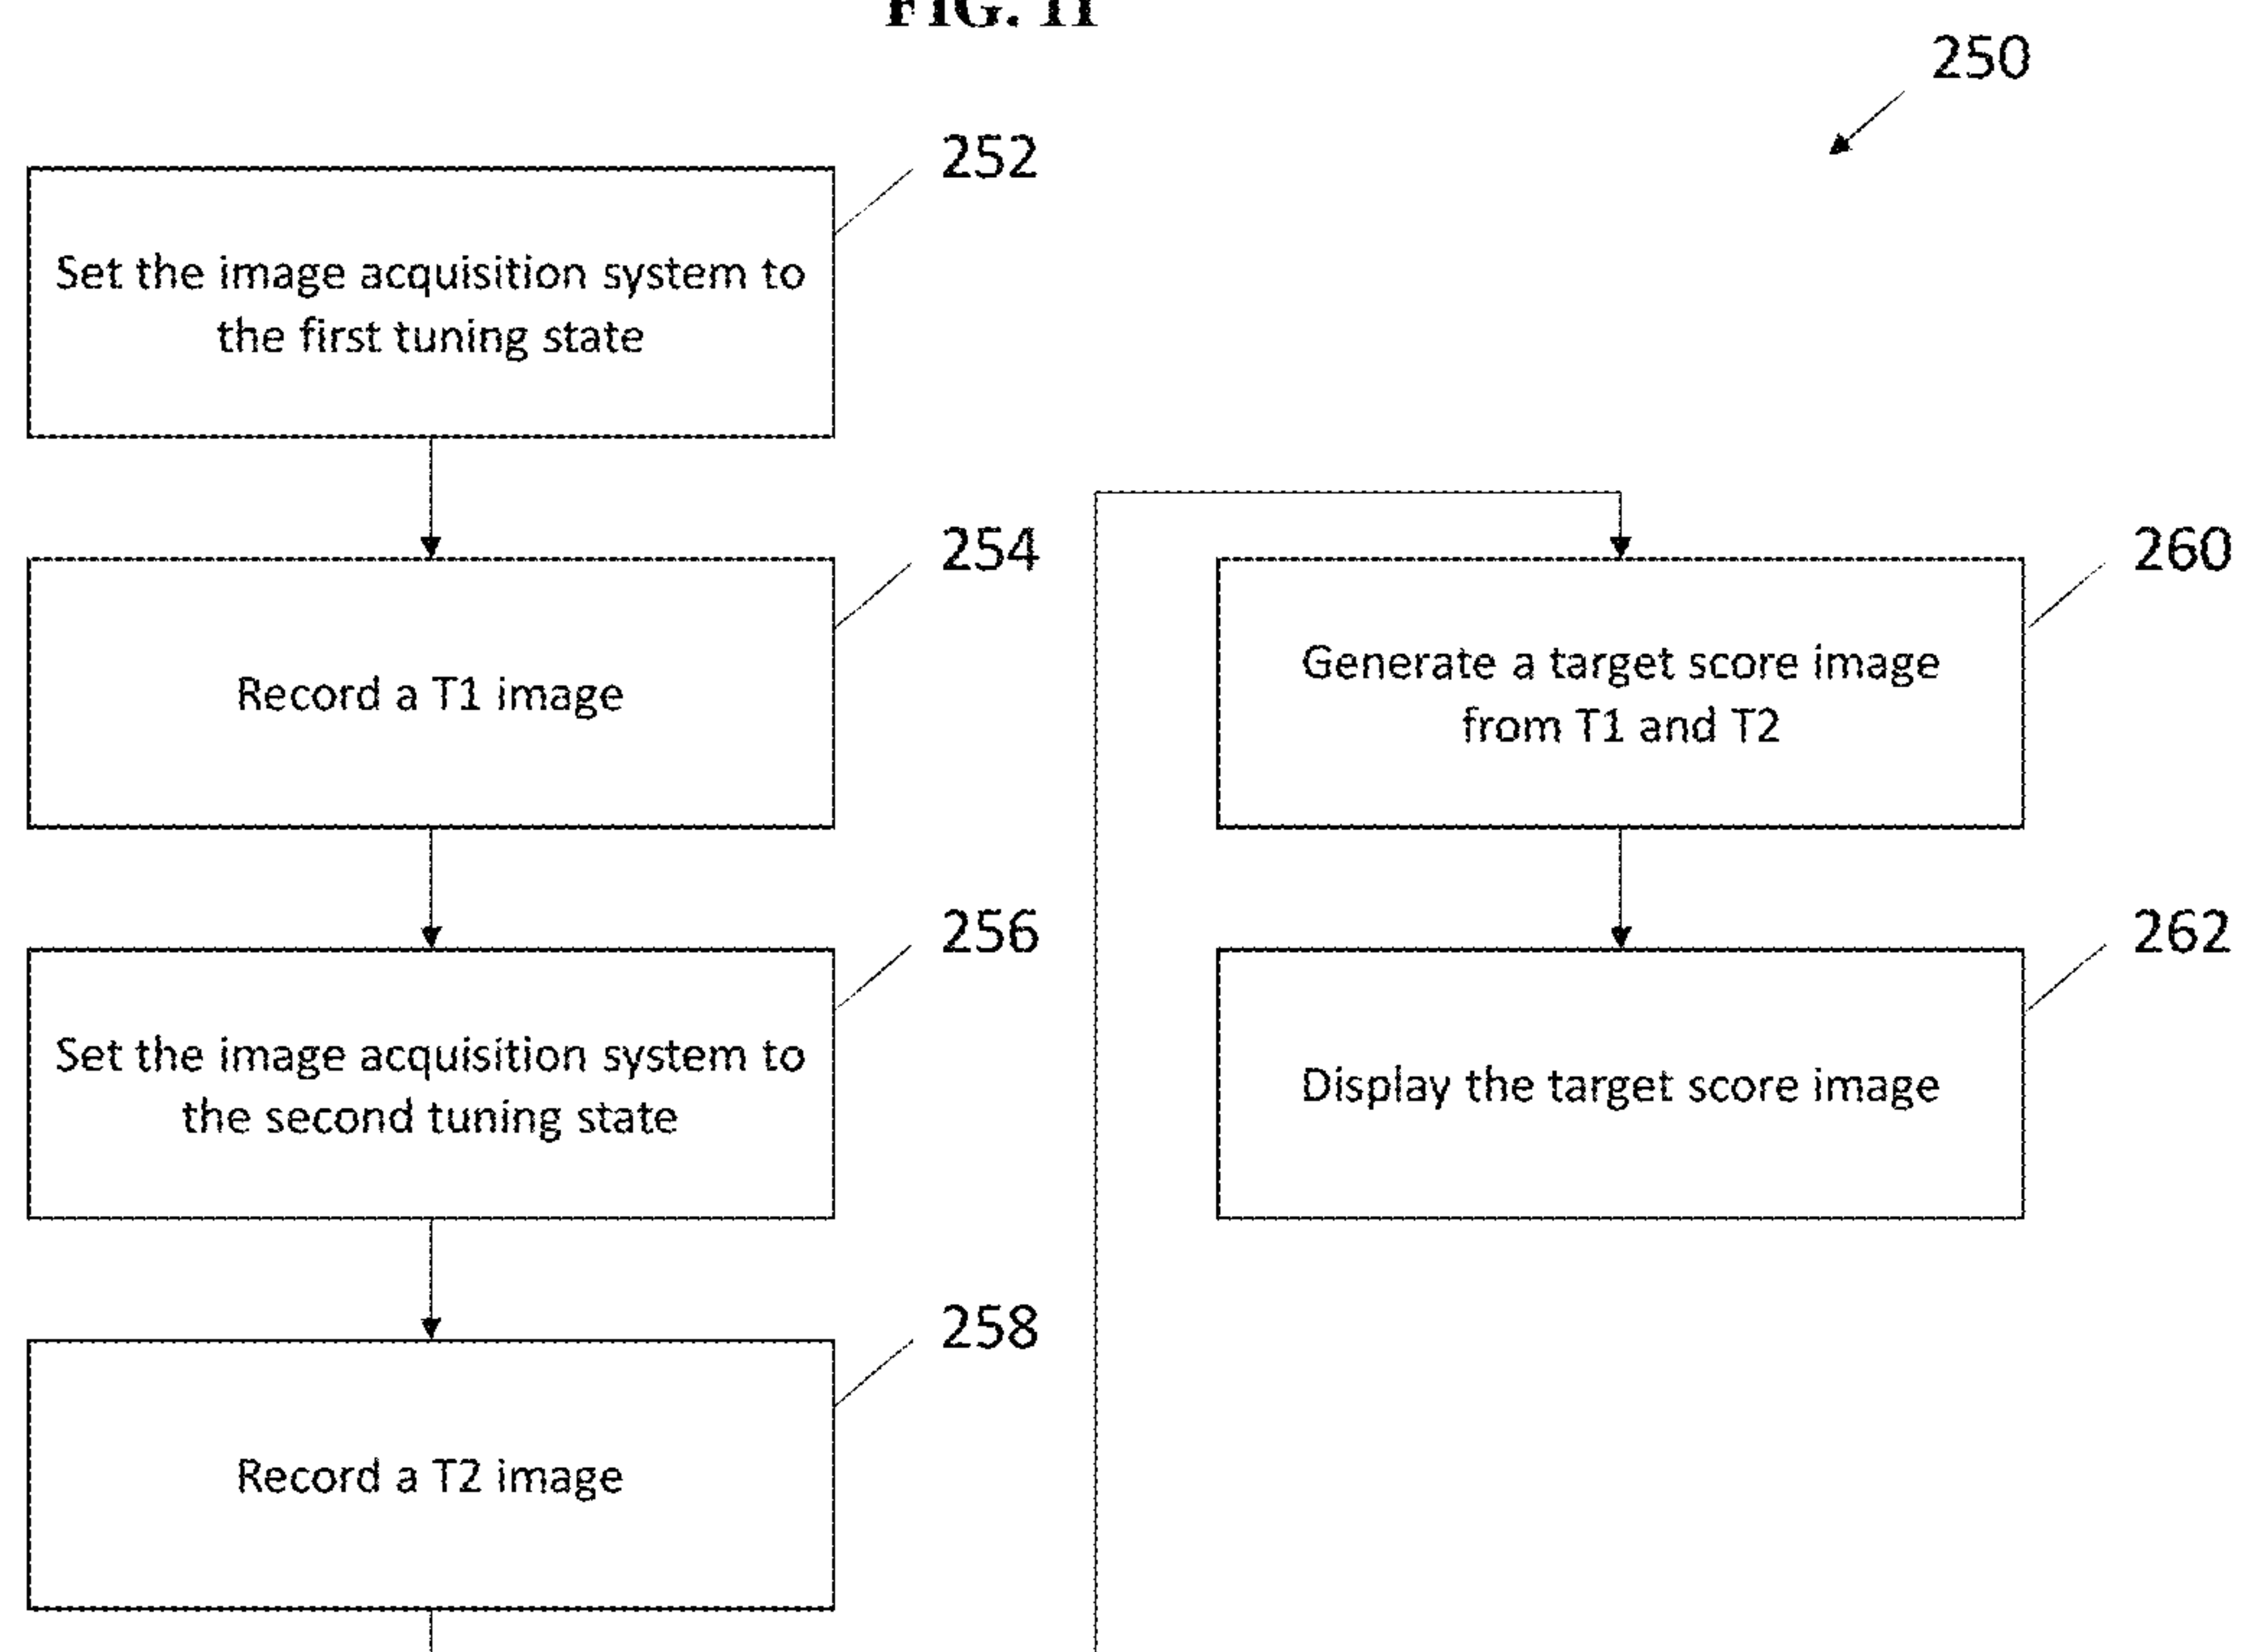 FIG. 11
250
252
Set the image acquisition system to
the first tuning state
254
Record a T1 image
256
Set the image acquisition system to
the second tuning state
258
Record a T2 image
260
Generate a target score image
from T1 and T2
262
Display the target score image